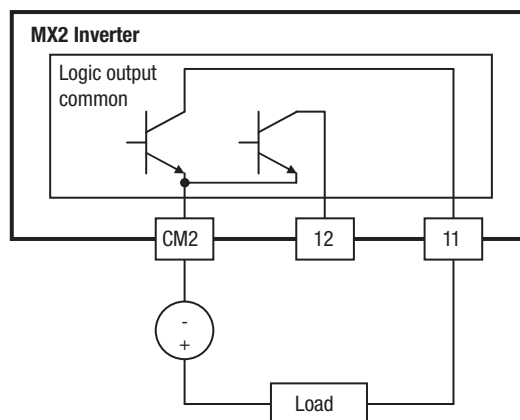 MX2 Inverter
Logic output
common
CM2
12
11
-
+
Load